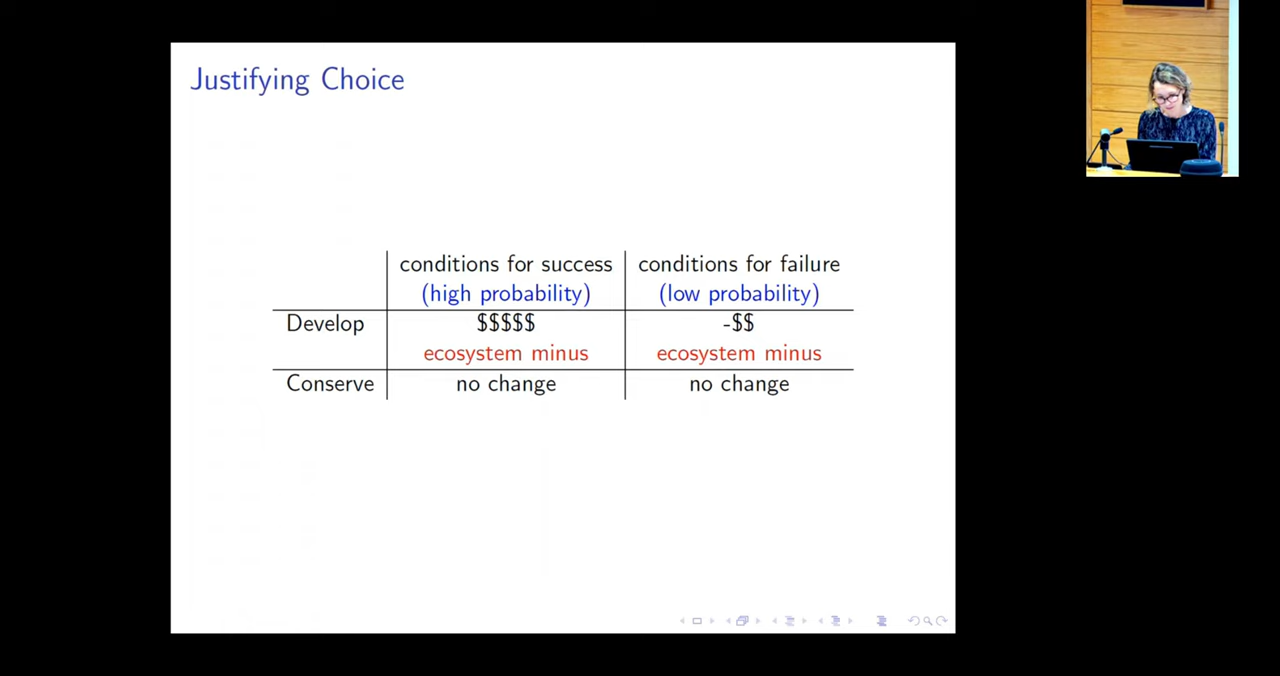 Justifying Choice
conditions for success conditions for failure
(high probability) (low probability)
Develop $$$$$ -$$
ecosystem minus ecosystem minus
Conserve no change no change